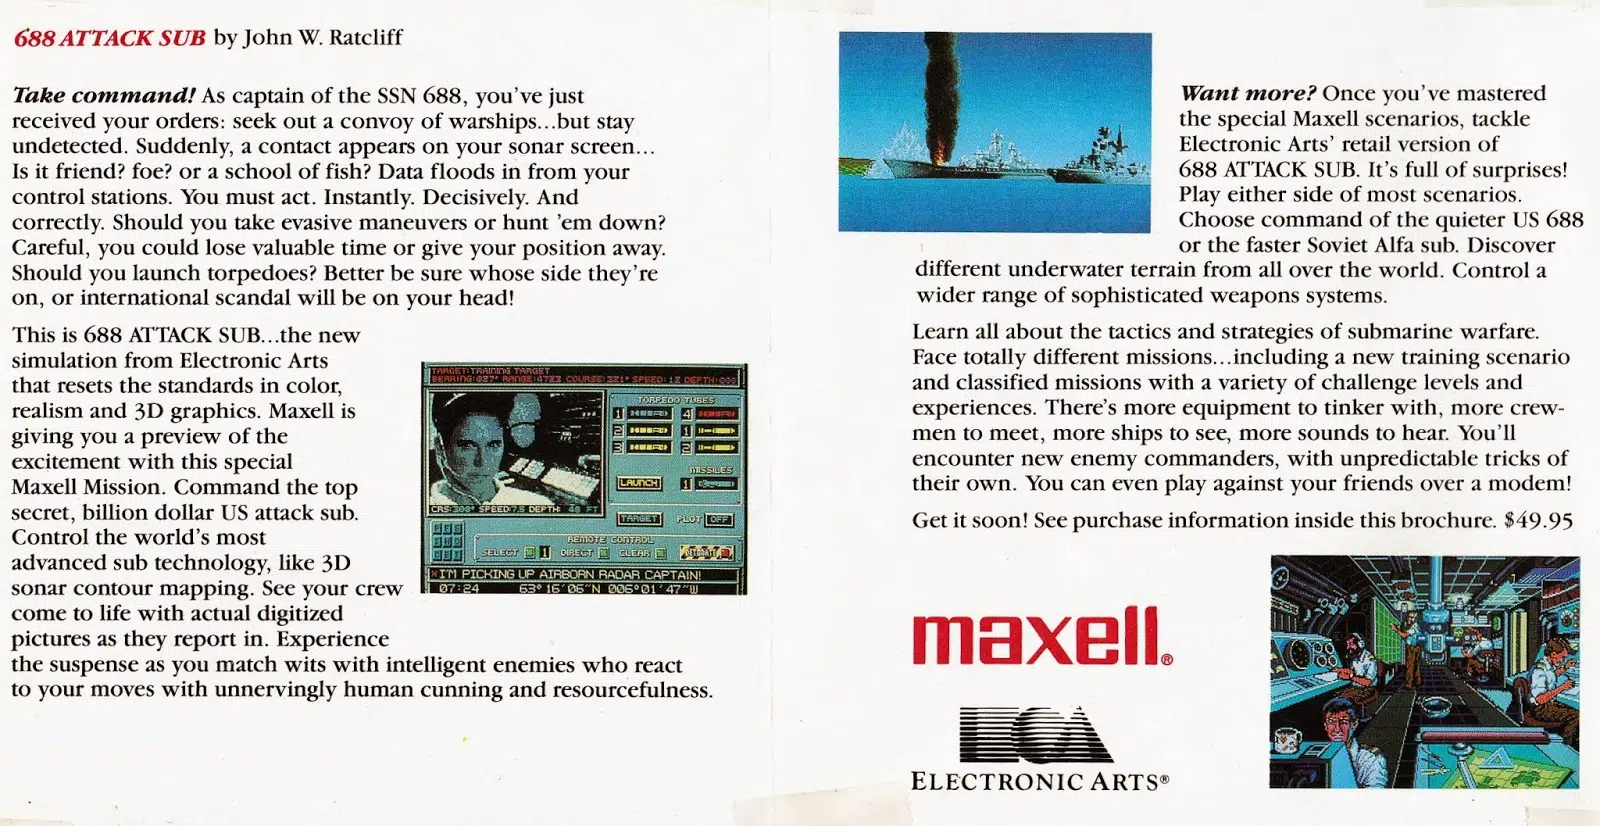 688 ATTACK SUB by John W. Ratcliff
Take command! As captain of the SSN 688, you've just
received your orders: seek out a convoy of warships...but stay
undetected. Suddenly, a contact appears on your sonar screen...
Is it friend? foe? or a school of fish? Data floods in from your
control stations. You must act. Instantly. Decisively. And
correctly. Should you take evasive maneuvers or hunt 'em down?
Careful, you could lose valuable time or give your position away.
Should you launch torpedoes? Better be sure whose side they're
on, or international scandal will be on your head!
This is 688 ATTACK SUB...the new
simulation from Electronic Arts
that resets the standards in color,
realism and 3D graphics. Maxell is
giving you a preview of the
excitement with this special
Maxell Mission. Command the top
secret, billion dollar US attack sub.
Control the world's most
advanced sub technology, like 3D
sonar contour mapping. See your crew
come to life with actual digitized
pictures as they report in. Experience
the suspense as you match wits with intelligent enemies who react
to your moves with unnervingly human cunning and resourcefulness.
TARGET:TRAINING TARGET
BEARING:027° RANGE:4723 COURSE:321° SPEED:12 DEPTH:000
TORPEDO TUBES
1 4
2 1
3 2
MISSILES
LAUNCH 1
CRS:308° SPEED:7.5 DEPTH: 48 FT
TARGET PLOT OFF
REMOTE CONTROL
SELECT 1 DIRECT CLEAR DETONATE
I'M PICKING UP AIRBORN RADAR CAPTAIN!
07:24 63°16'06"N 006°01'47"W
Want more? Once you've mastered
the special Maxell scenarios, tackle
Electronic Arts' retail version of
688 ATTACK SUB. It's full of surprises!
Play either side of most scenarios.
Choose command of the quieter US 688
or the faster Soviet Alfa sub. Discover
different underwater terrain from all over the world. Control a
wider range of sophisticated weapons systems.
Learn all about the tactics and strategies of submarine warfare.
Face totally different missions...including a new training scenario
and classified missions with a variety of challenge levels and
experiences. There's more equipment to tinker with, more crew-
men to meet, more ships to see, more sounds to hear. You'll
encounter new enemy commanders, with unpredictable tricks of
their own. You can even play against your friends over a modem!
Get it soon! See purchase information inside this brochure. $49.95
maxell®
ECA
ELECTRONIC ARTS®